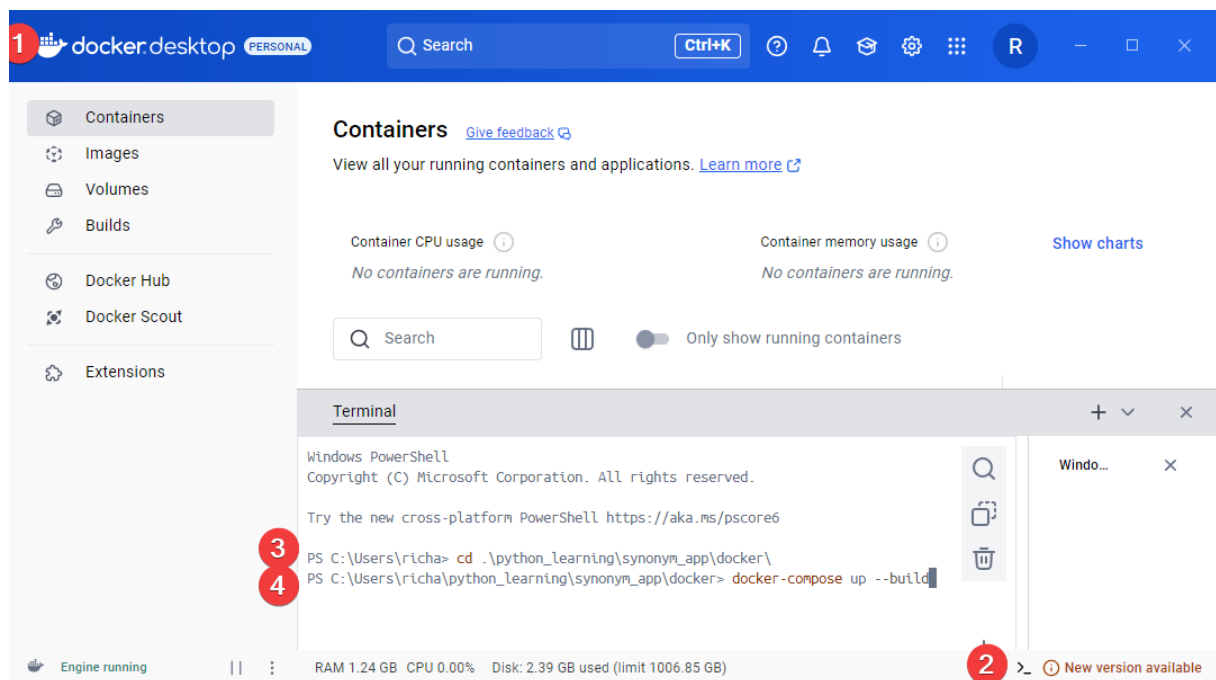 1 docker.desktop PERSONAL Search Ctrl+K R
Containers
Images
Volumes
Builds
Docker Hub
Docker Scout
Extensions
Containers Give feedback
View all your running containers and applications. Learn more
Container CPU usage Container memory usage Show charts
No containers are running. No containers are running.
Search Only show running containers
Terminal
Windo...
Windows PowerShell
Copyright (C) Microsoft Corporation. All rights reserved.
Try the new cross-platform PowerShell https://aka.ms/pscore6
3 PS C:\Users\richa> cd .\python_learning\synonym_app\docker\
4 PS C:\Users\richa\python_learning\synonym_app\docker> docker-compose up --build
Engine running RAM 1.24 GB CPU 0.00% Disk: 2.39 GB used (limit 1006.85 GB) 2 >_ New version available